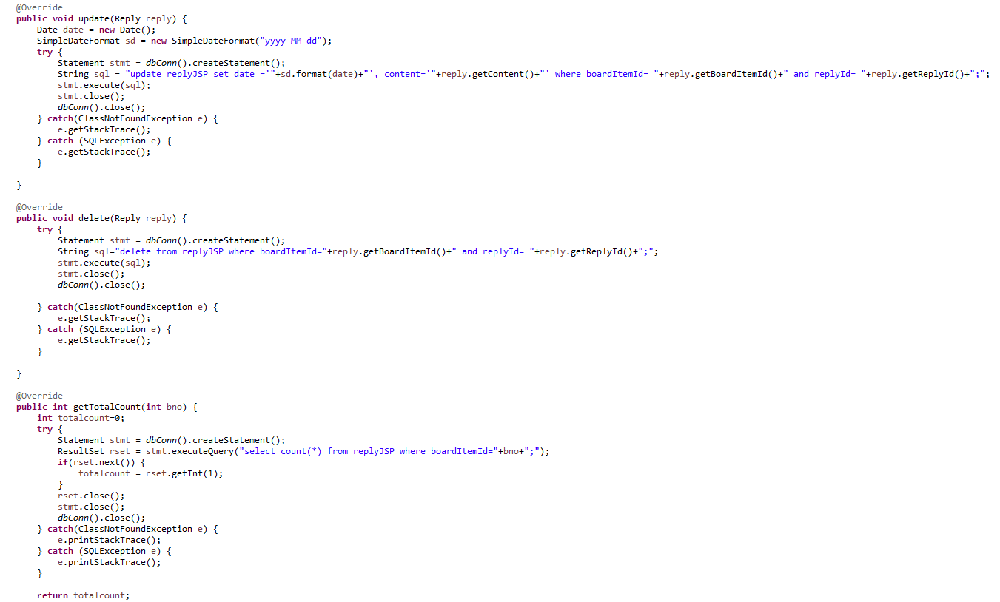 @Override
public void update(Reply reply) {
    Date date = new Date();
    SimpleDateFormat sd = new SimpleDateFormat("yyyy-MM-dd");
    try {
        Statement stmt = dbConn().createStatement();
        String sql = "update replyJSP set date ='"+sd.format(date)+"', content='"+reply.getContent()+"' where boardItemId= "+reply.getBoardItemId()+" and replyId= "+reply.getReplyId()+";";
        stmt.execute(sql);
        stmt.close();
        dbConn().close();
    } catch(ClassNotFoundException e) {
        e.getStackTrace();
    } catch (SQLException e) {
        e.getStackTrace();
    }

}

@Override
public void delete(Reply reply) {
    try {
        Statement stmt = dbConn().createStatement();
        String sql="delete from replyJSP where boardItemId="+reply.getBoardItemId()+" and replyId= "+reply.getReplyId()+";";
        stmt.execute(sql);
        stmt.close();
        dbConn().close();

    } catch(ClassNotFoundException e) {
        e.getStackTrace();
    } catch (SQLException e) {
        e.getStackTrace();
    }

}

@Override
public int getTotalCount(int bno) {
    int totalcount=0;
    try {
        Statement stmt = dbConn().createStatement();
        ResultSet rset = stmt.executeQuery("select count(*) from replyJSP where boardItemId="+bno+";");
        if(rset.next()) {
            totalcount = rset.getInt(1);
        }
        rset.close();
        stmt.close();
        dbConn().close();
    } catch(ClassNotFoundException e) {
        e.printStackTrace();
    } catch (SQLException e) {
        e.printStackTrace();
    }

    return totalcount;